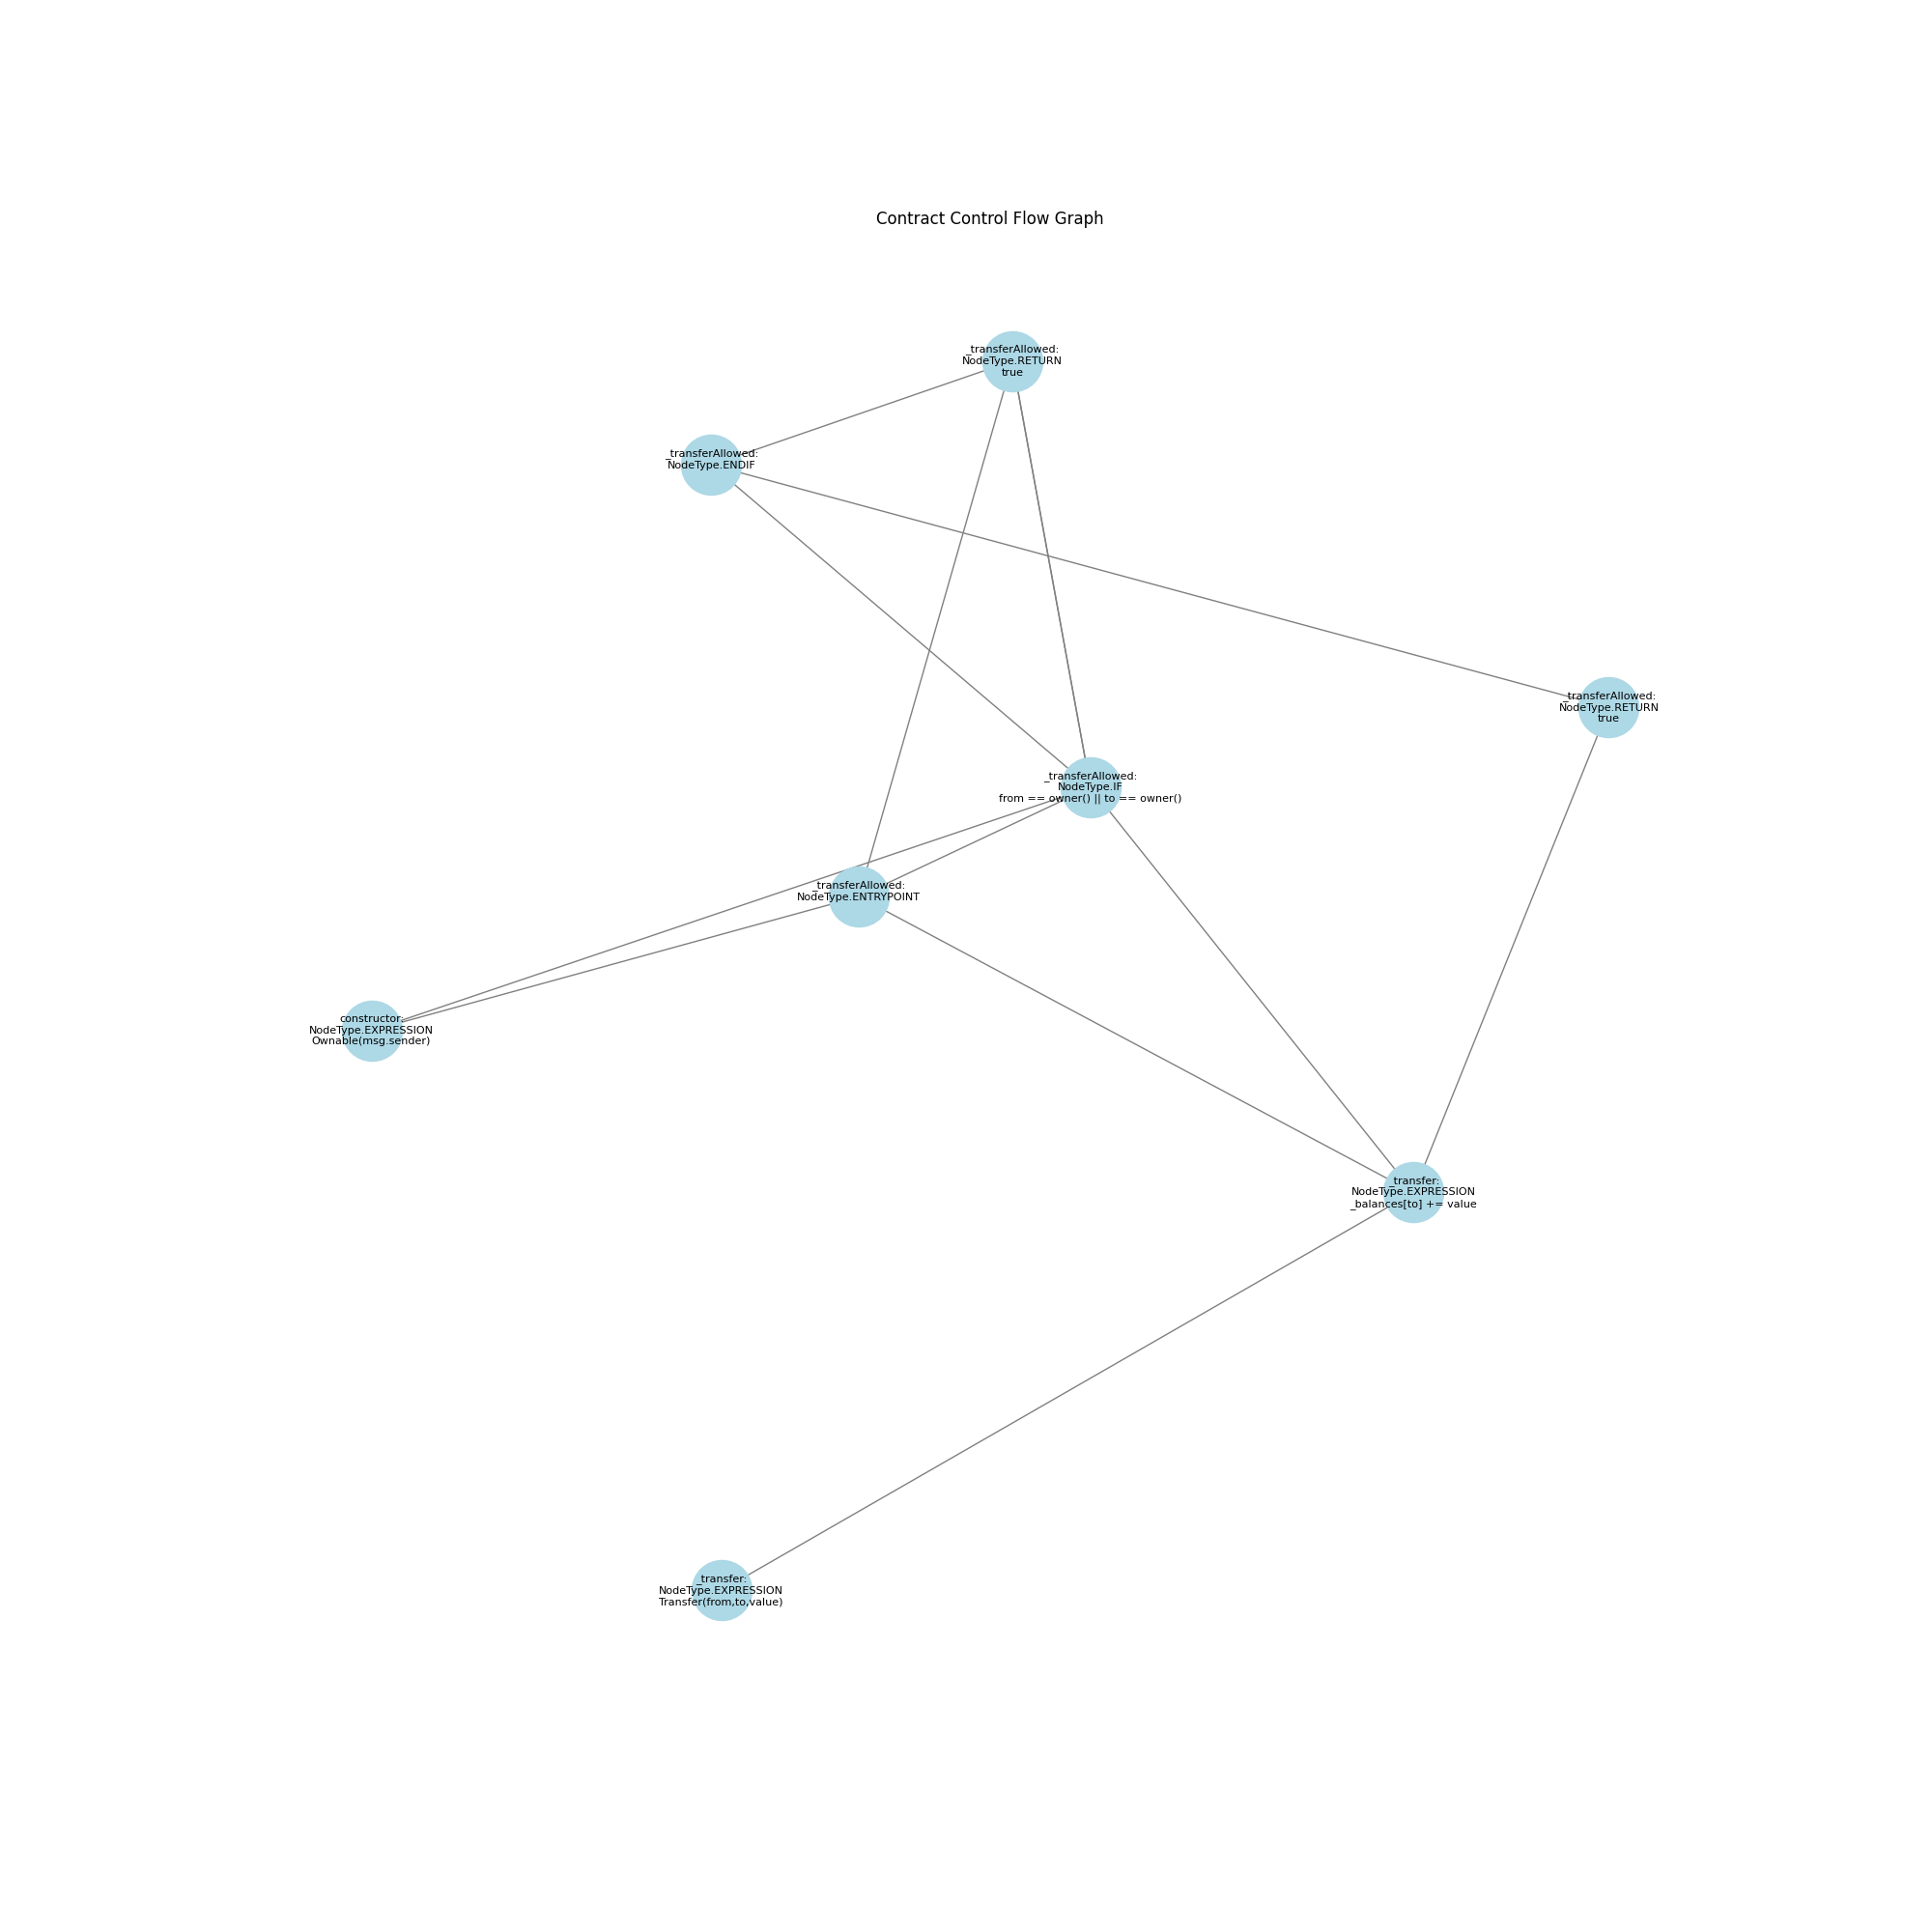 Contract Control Flow Graph
_transferAllowed:
NodeType.RETURN
true
_transferAllowed:
NodeType.ENDIF
_transferAllowed:
NodeType.RETURN
true
_transferAllowed:
NodeType.IF
from == owner() || to == owner()
_transferAllowed:
NodeType.ENTRYPOINT
constructor:
NodeType.EXPRESSION
Ownable(msg.sender)
_transfer:
NodeType.EXPRESSION
_balances[to] += value
_transfer:
NodeType.EXPRESSION
Transfer(from,to,value)